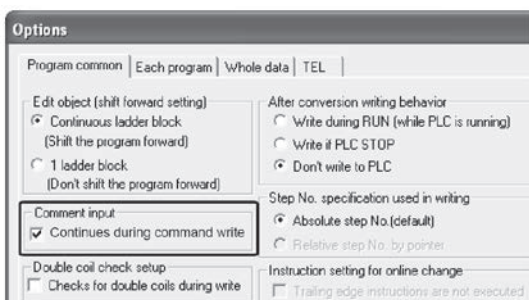 Options
Program common
Each program
Whole data
TEL
Edit object (shift forward setting)
Continuous ladder block
(Shift the program forward)
1 ladder block
(Don't shift the program forward)
Comment input
Continues during command write
Double coil check setup
Checks for double coils during write
After conversion writing behavior
Write during RUN (while PLC is running)
Write if PLC STOP
Don't write to PLC
Step No. specification used in writing
Absolute step No.(default)
Relative step No. by pointer
Instruction setting for online change
Trailing edge instructions are not executed